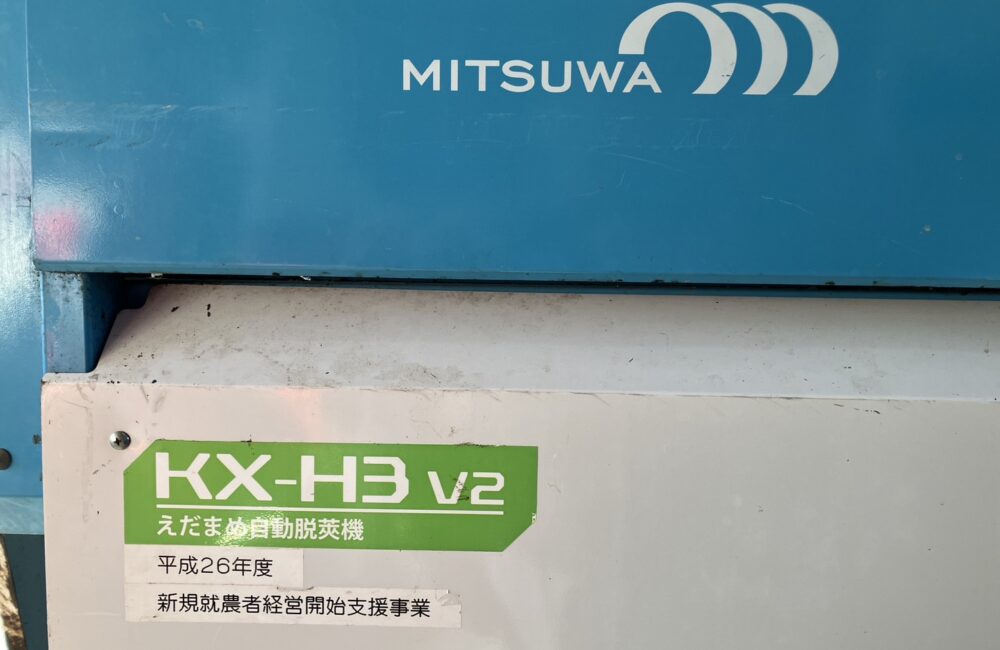 MITSUWA
KX-H3 V2
えだまめ自動脱莢機
平成26年度
新規就農者経営開始支援事業